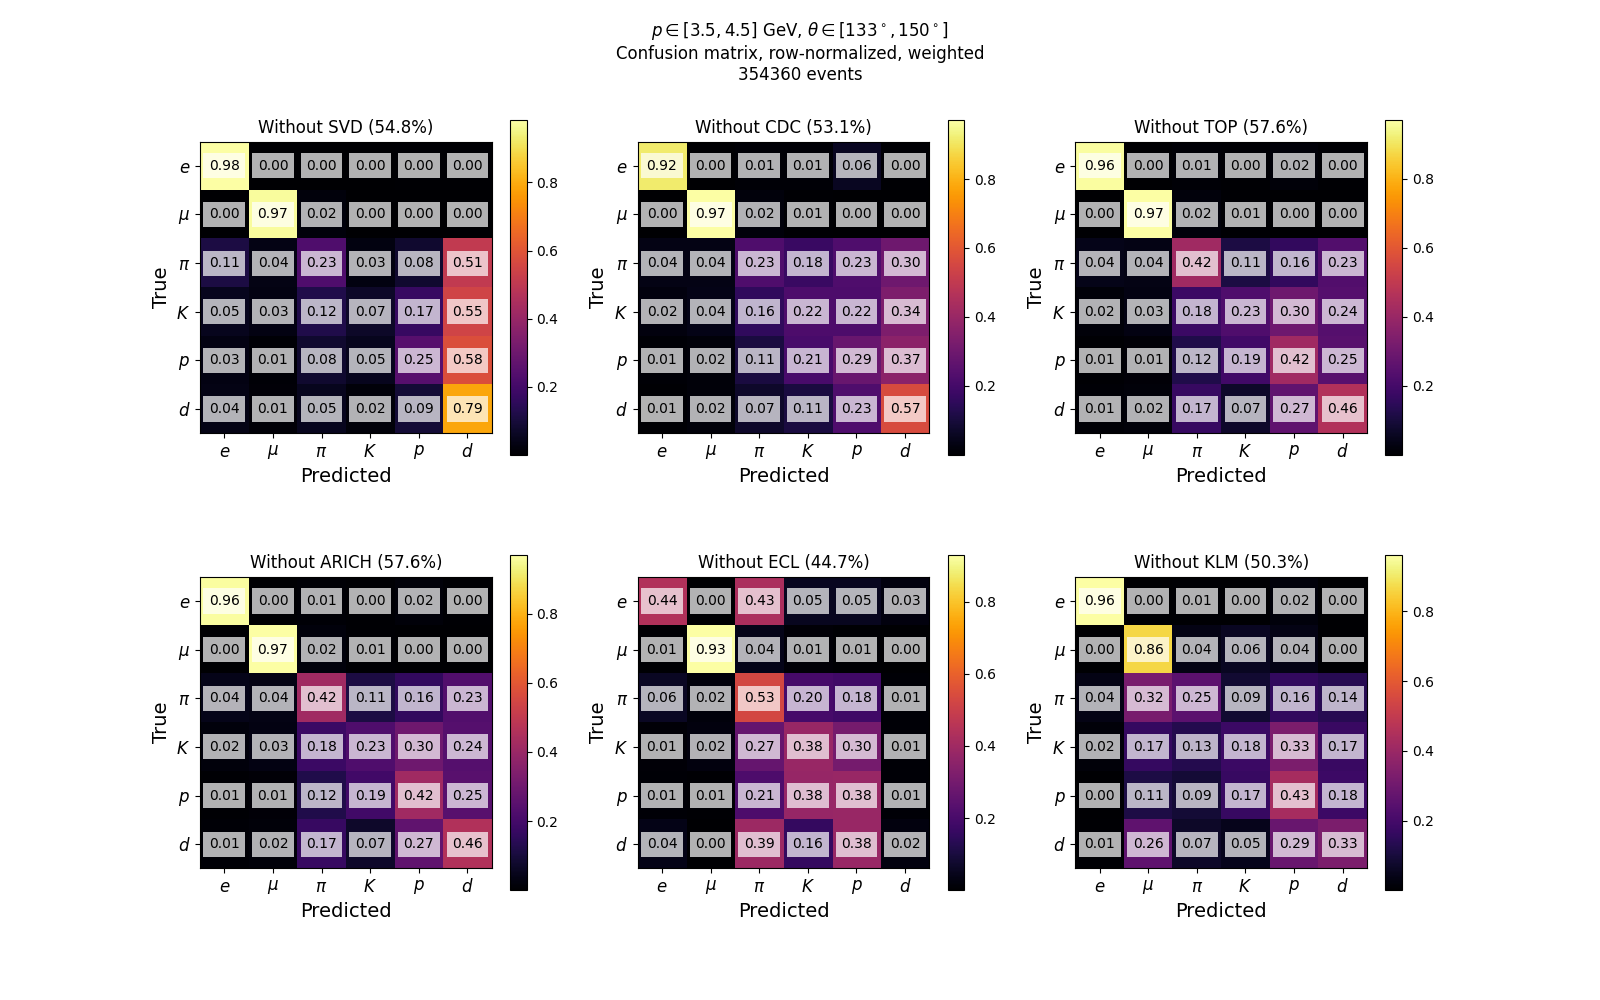 p ∈ [3.5, 4.5] GeV, θ ∈ [133°, 150°]
Confusion matrix, row-normalized, weighted
354360 events
Without SVD (54.8%)
True
e 0.98 0.00 0.00 0.00 0.00 0.00
μ 0.00 0.97 0.02 0.00 0.00 0.00
π 0.11 0.04 0.23 0.03 0.08 0.51
K 0.05 0.03 0.12 0.07 0.17 0.55
p 0.03 0.01 0.08 0.05 0.25 0.58
d 0.04 0.01 0.05 0.02 0.09 0.79
e μ π K p d
Predicted
0.8
0.6
0.4
0.2
Without CDC (53.1%)
True
e 0.92 0.00 0.01 0.01 0.06 0.00
μ 0.00 0.97 0.02 0.01 0.00 0.00
π 0.04 0.04 0.23 0.18 0.23 0.30
K 0.02 0.04 0.16 0.22 0.22 0.34
p 0.01 0.02 0.11 0.21 0.29 0.37
d 0.01 0.02 0.07 0.11 0.23 0.57
e μ π K p d
Predicted
0.8
0.6
0.4
0.2
Without TOP (57.6%)
True
e 0.96 0.00 0.01 0.00 0.02 0.00
μ 0.00 0.97 0.02 0.01 0.00 0.00
π 0.04 0.04 0.42 0.11 0.16 0.23
K 0.02 0.03 0.18 0.23 0.30 0.24
p 0.01 0.01 0.12 0.19 0.42 0.25
d 0.01 0.02 0.17 0.07 0.27 0.46
e μ π K p d
Predicted
0.8
0.6
0.4
0.2
Without ARICH (57.6%)
True
e 0.96 0.00 0.01 0.00 0.02 0.00
μ 0.00 0.97 0.02 0.01 0.00 0.00
π 0.04 0.04 0.42 0.11 0.16 0.23
K 0.02 0.03 0.18 0.23 0.30 0.24
p 0.01 0.01 0.12 0.19 0.42 0.25
d 0.01 0.02 0.17 0.07 0.27 0.46
e μ π K p d
Predicted
0.8
0.6
0.4
0.2
Without ECL (44.7%)
True
e 0.44 0.00 0.43 0.05 0.05 0.03
μ 0.01 0.93 0.04 0.01 0.01 0.00
π 0.06 0.02 0.53 0.20 0.18 0.01
K 0.01 0.02 0.27 0.38 0.30 0.01
p 0.01 0.01 0.21 0.38 0.38 0.01
d 0.04 0.00 0.39 0.16 0.38 0.02
e μ π K p d
Predicted
0.8
0.6
0.4
0.2
Without KLM (50.3%)
True
e 0.96 0.00 0.01 0.00 0.02 0.00
μ 0.00 0.86 0.04 0.06 0.04 0.00
π 0.04 0.32 0.25 0.09 0.16 0.14
K 0.02 0.17 0.13 0.18 0.33 0.17
p 0.00 0.11 0.09 0.17 0.43 0.18
d 0.01 0.26 0.07 0.05 0.29 0.33
e μ π K p d
Predicted
0.8
0.6
0.4
0.2